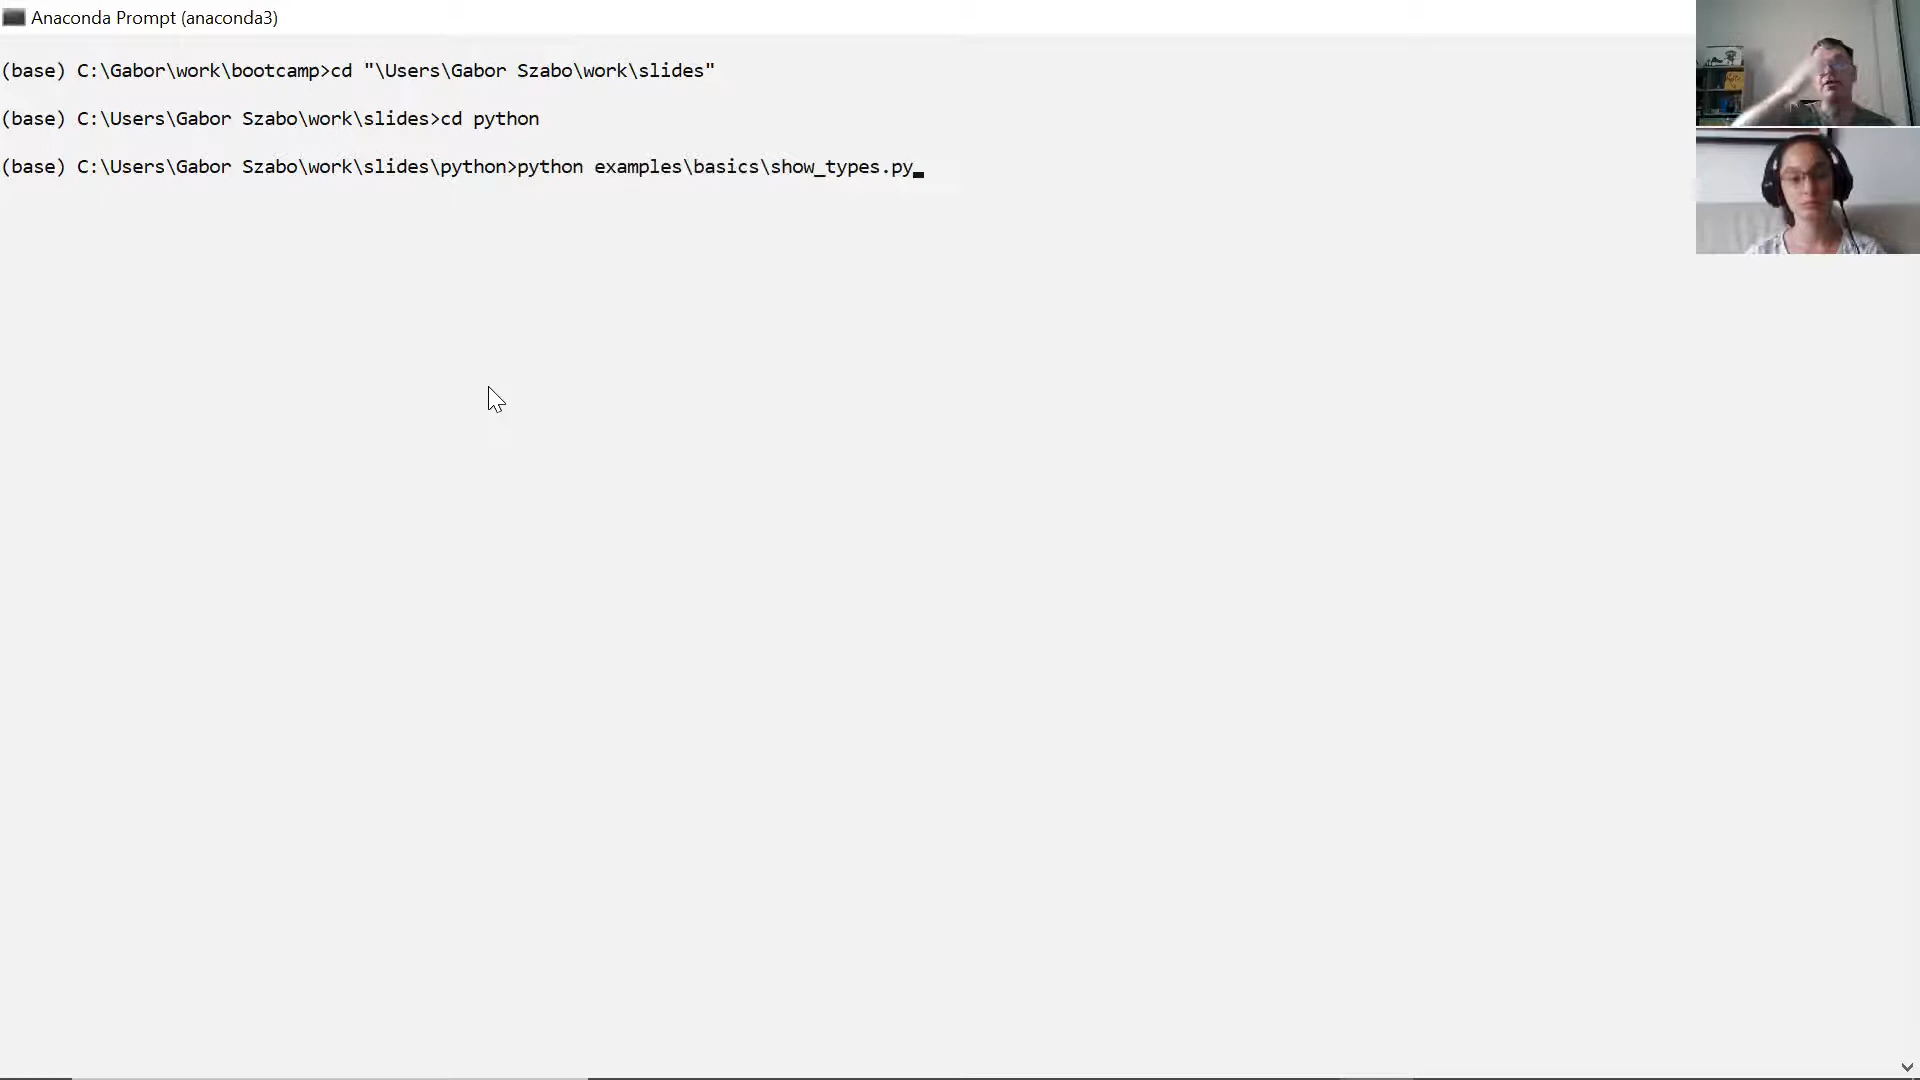 Anaconda Prompt (anaconda3)
(base) C:\Gabor\work\bootcamp>cd "\Users\Gabor Szabo\work\slides"
(base) C:\Users\Gabor Szabo\work\slides>cd python
(base) C:\Users\Gabor Szabo\work\slides\python>python examples\basics\show_types.py